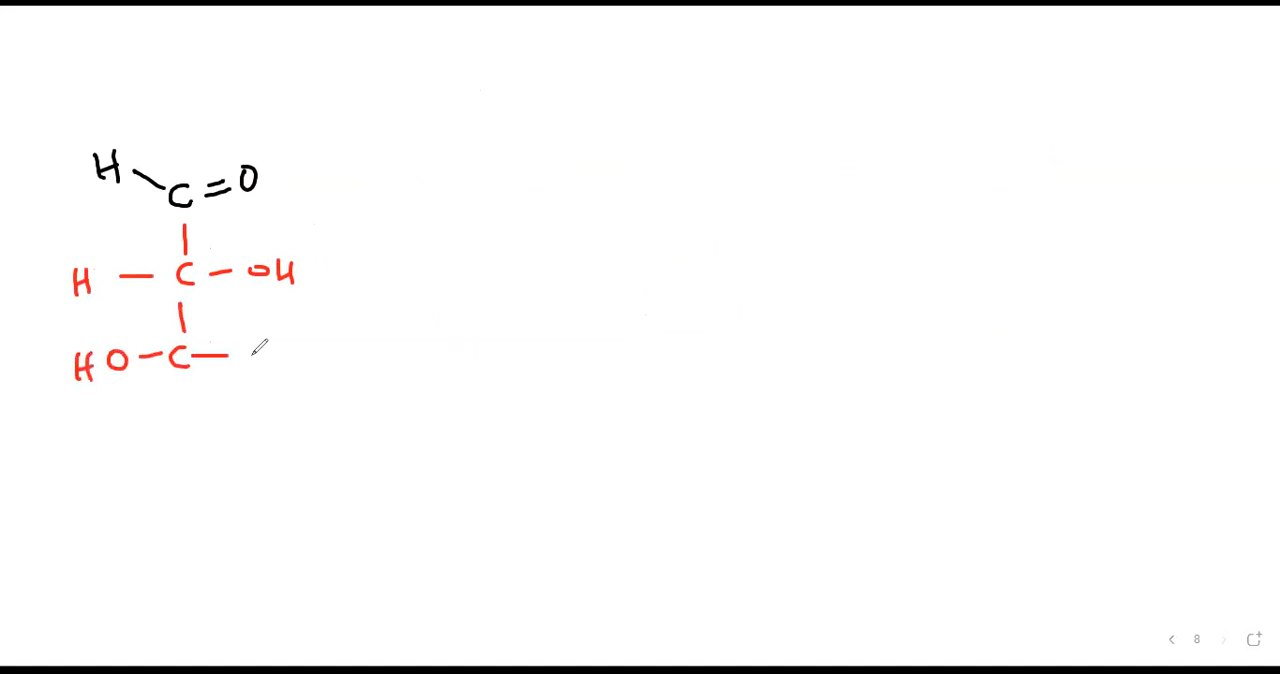 H
C=O
H - C - OH
HO-C-
8